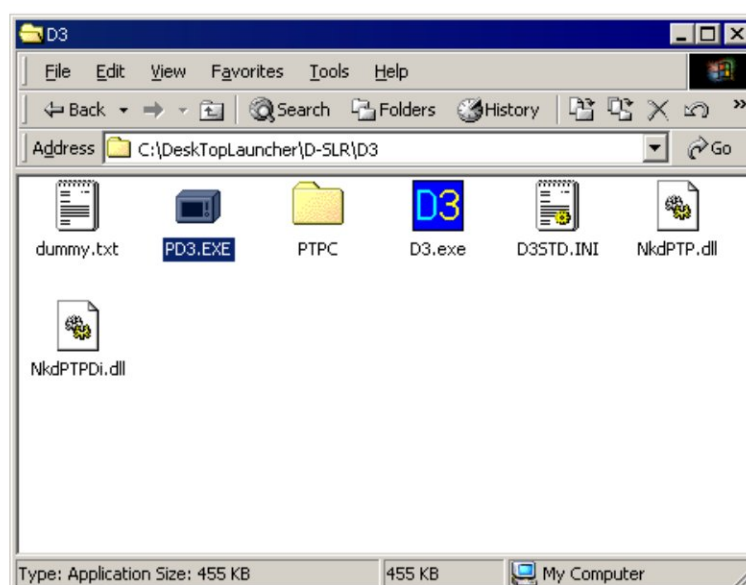 D3
File Edit View Favorites Tools Help
Back Search Folders History »
Address C:\DeskTopLauncher\D-SLR\D3 Go
D3
dummy.txt PD3.EXE PTPC D3.exe D3STD.INI NkdPTP.dll
NkdPTPDi.dll
Type: Application Size: 455 KB 455 KB My Computer